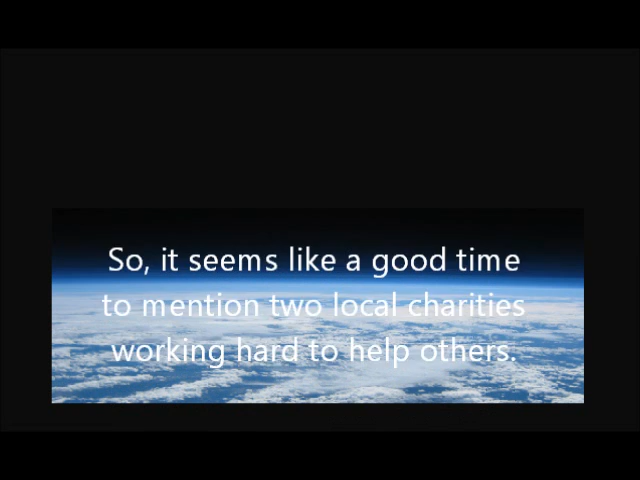 So, it seems like a good time
to mention two local charities
working hard to help others.